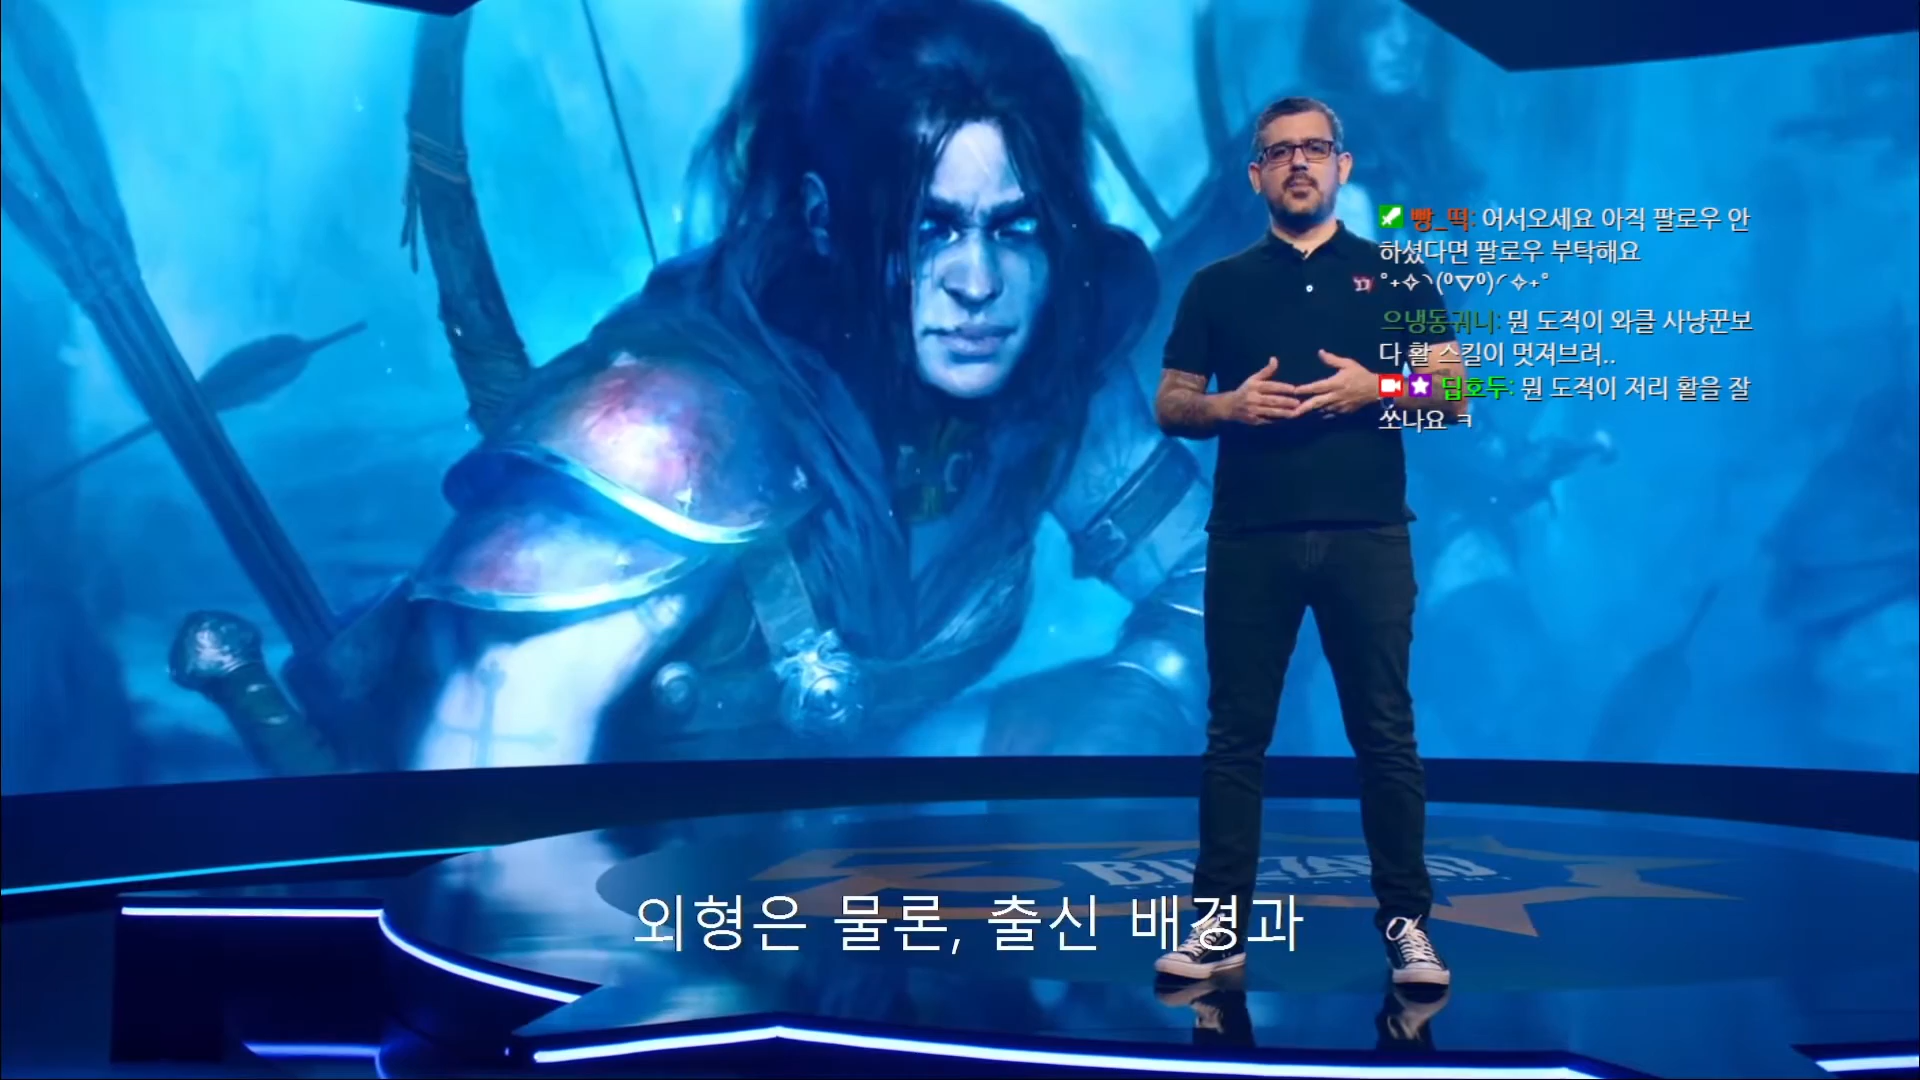 빵_떡: 어서오세요 아직 팔로우 안
하셨다면 팔로우 부탁해요
˚₊✧◝(⁰▽⁰)◜✧₊˚
으냉동귀니: 뭔 도적이 와클 사냥꾼보
다 활 스킬이 멋져브러..
딥호두: 뭔 도적이 저리 활을 잘
쏘나요 ㅋ
BLIZZARD
외형은 물론, 출신 배경과